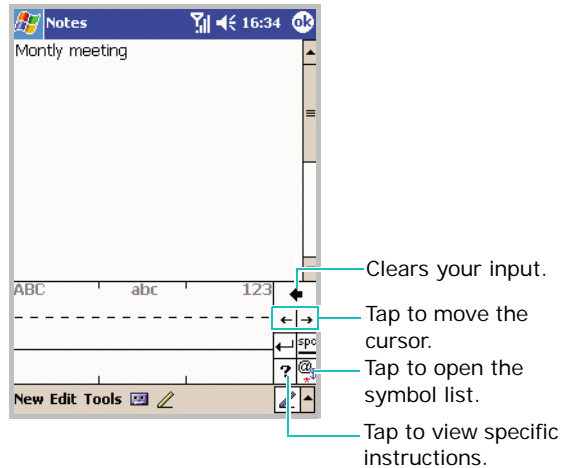 Notes 16:34 ok
Montly meeting
ABC abc 123
Clears your input.
← →
Tap to move the
cursor.
spc
? @ *
Tap to open the
symbol list.
New Edit Tools
Tap to view specific
instructions.